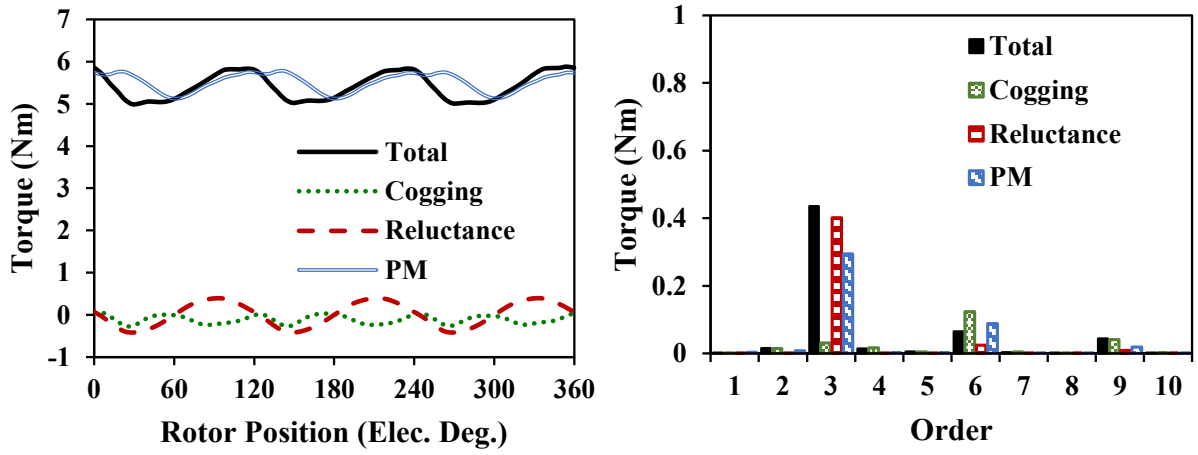 7
6
5
4
3
2
1
0
-1
Torque (Nm)
Total
Cogging
Reluctance
PM
0 60 120 180 240 300 360
Rotor Position (Elec. Deg.)
1
0.8
0.6
0.4
0.2
0
Torque (Nm)
Total
Cogging
Reluctance
PM
1 2 3 4 5 6 7 8 9 10
Order